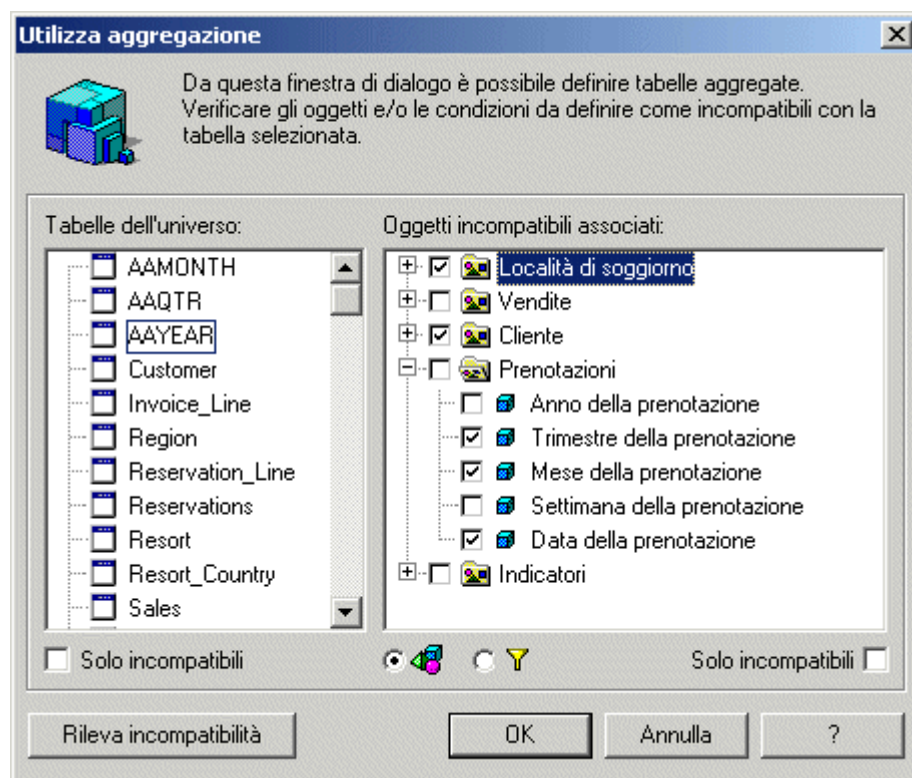 Utilizza aggregazione
Da questa finestra di dialogo è possibile definire tabelle aggregate.
Verificare gli oggetti e/o le condizioni da definire come incompatibili con la
tabella selezionata.
Tabelle dell'universo:
AAMONTH
AAQTR
AAYEAR
Customer
Invoice_Line
Region
Reservation_Line
Reservations
Resort
Resort_Country
Sales
Solo incompatibili
Oggetti incompatibili associati:
Località di soggiorno
Vendite
Cliente
Prenotazioni
Anno della prenotazione
Trimestre della prenotazione
Mese della prenotazione
Settimana della prenotazione
Data della prenotazione
Indicatori
Solo incompatibili
Rileva incompatibilità
OK
Annulla
?